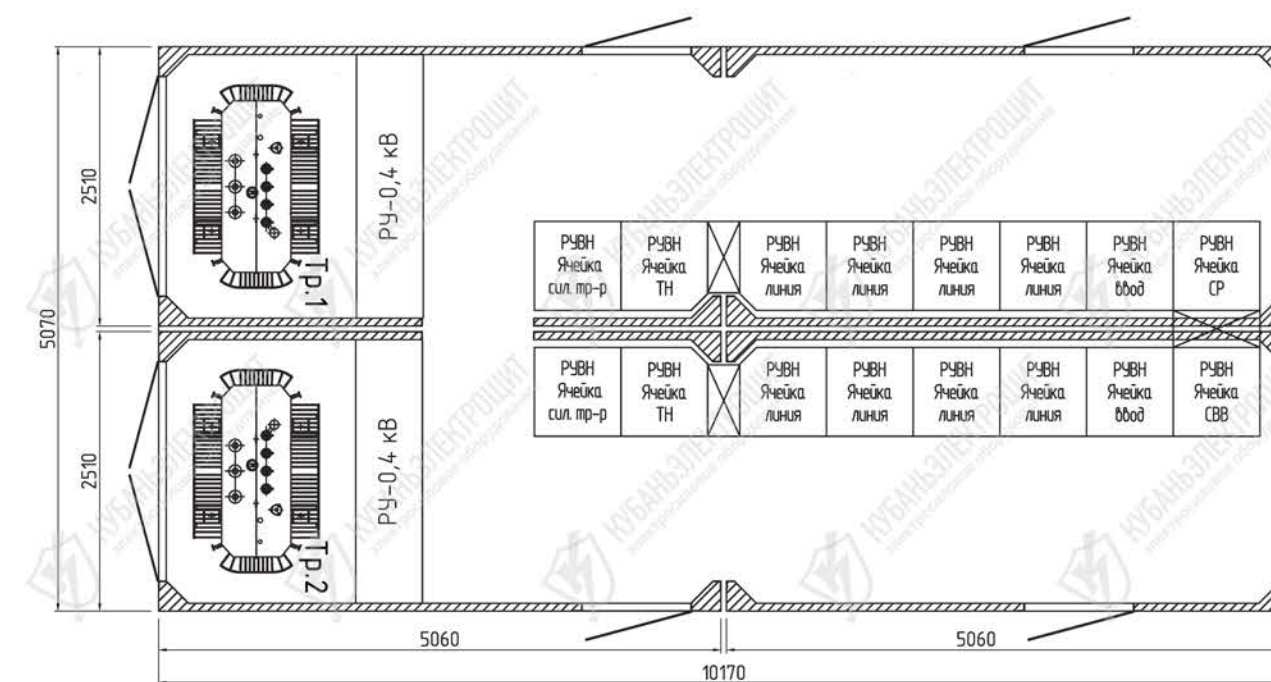 РУ-0,4 кВ
Тр.1
2510
5070
РУВН
Ячейка
сил. тр-р
РУВН
Ячейка
ТН
РУВН
Ячейка
линия
РУВН
Ячейка
линия
РУВН
Ячейка
линия
РУВН
Ячейка
линия
РУВН
Ячейка
ввод
РУВН
Ячейка
СР
РУВН
Ячейка
сил. тр-р
РУВН
Ячейка
ТН
РУВН
Ячейка
линия
РУВН
Ячейка
линия
РУВН
Ячейка
линия
РУВН
Ячейка
линия
РУВН
Ячейка
ввод
РУВН
Ячейка
СВВ
2510
РУ-0,4 кВ
Тр.2
5060
5060
10170
КУБАНЬЭЛЕКТРОЩИТ
электросиловое оборудование